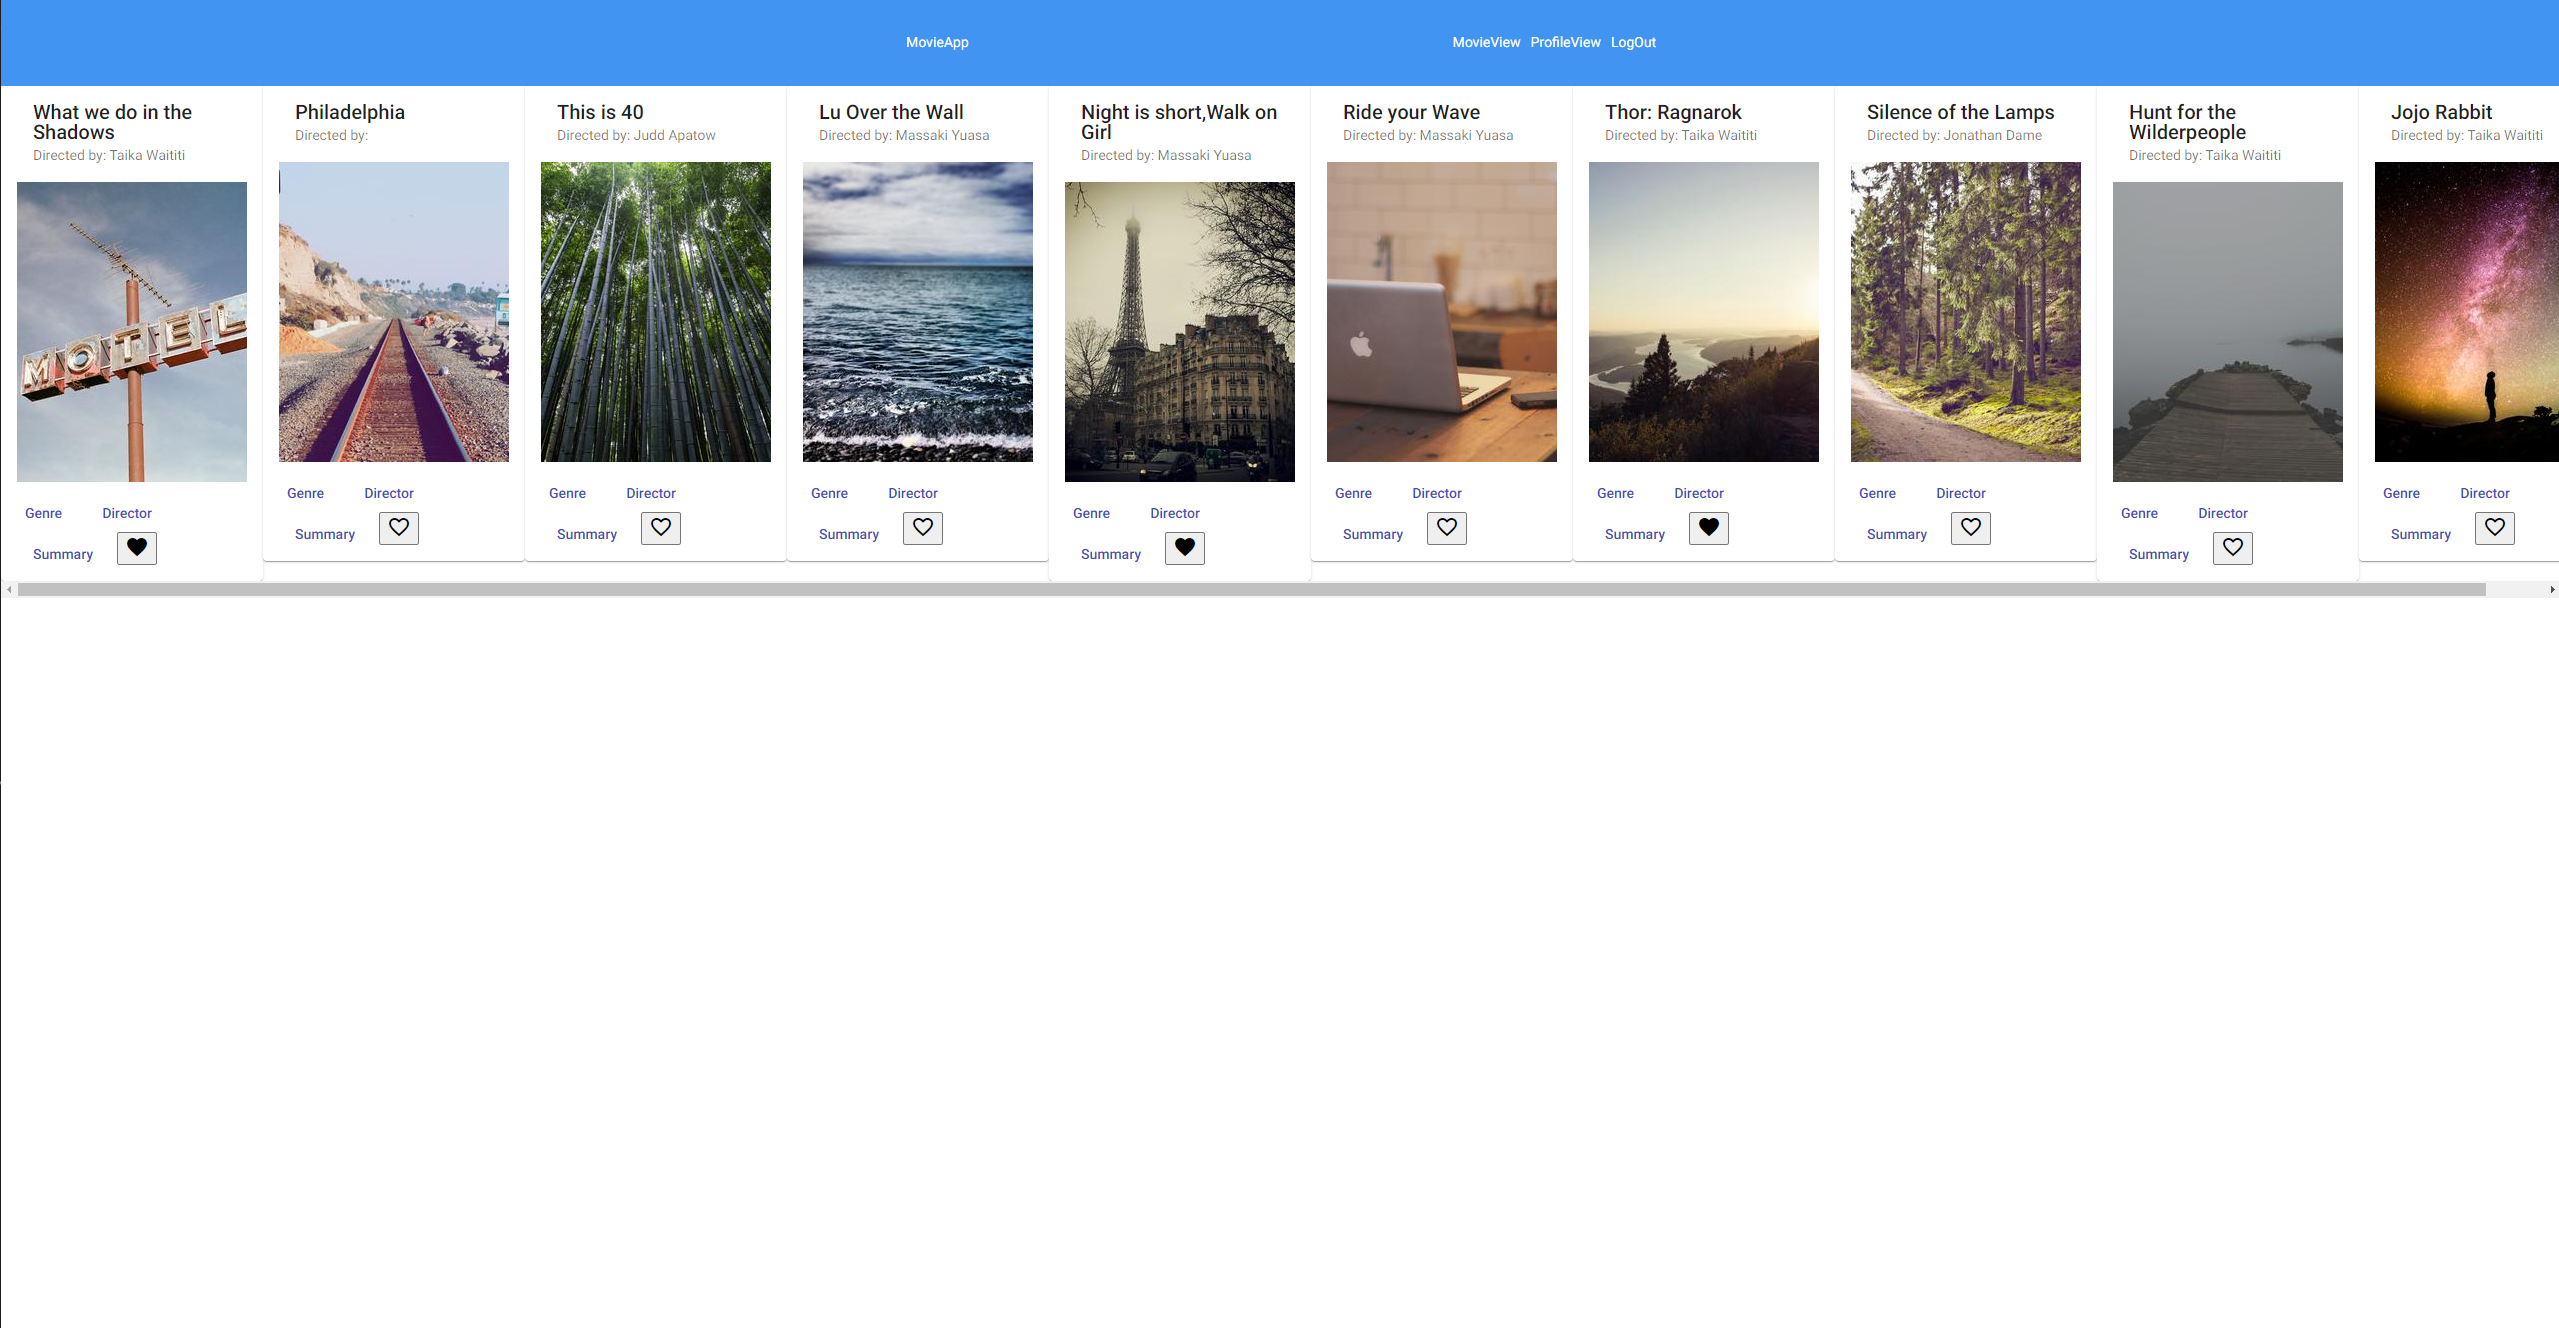 MovieApp
MovieView ProfileView LogOut
What we do in the
Shadows
Directed by: Taika Waititi
MOTEL
Genre Director
Summary
Philadelphia
Directed by:
Genre Director
Summary
This is 40
Directed by: Judd Apatow
Genre Director
Summary
Lu Over the Wall
Directed by: Massaki Yuasa
Genre Director
Summary
Night is short,Walk on
Girl
Directed by: Massaki Yuasa
Genre Director
Summary
Ride your Wave
Directed by: Massaki Yuasa
Genre Director
Summary
Thor: Ragnarok
Directed by: Taika Waititi
Genre Director
Summary
Silence of the Lamps
Directed by: Jonathan Dame
Genre Director
Summary
Hunt for the
Wilderpeople
Directed by: Taika Waititi
Genre Director
Summary
Jojo Rabbit
Directed by: Taika Waititi
Genre Director
Summary